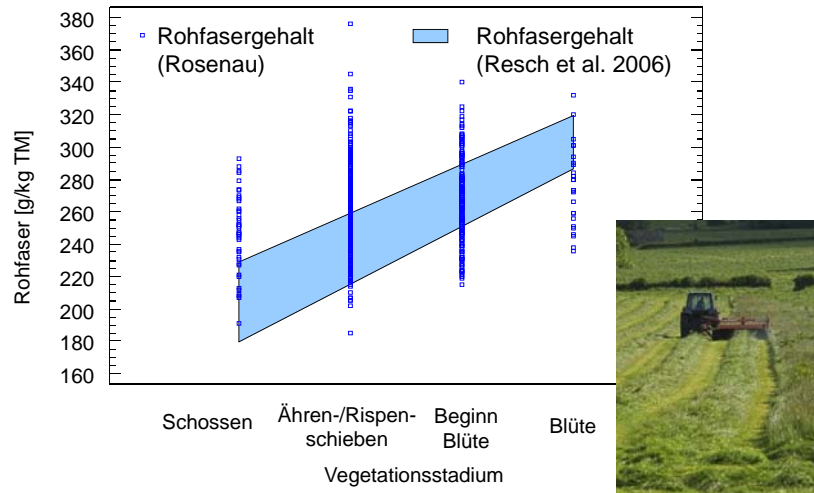 380
360
340
320
300
280
260
240
220
200
180
160
Rohfaser [g/kg TM]
Rohfasergehalt
(Rosenau)
Rohfasergehalt
(Resch et al. 2006)
Schossen
Ähren-/Rispen-
schieben
Beginn
Blüte
Blüte
Vegetationsstadium